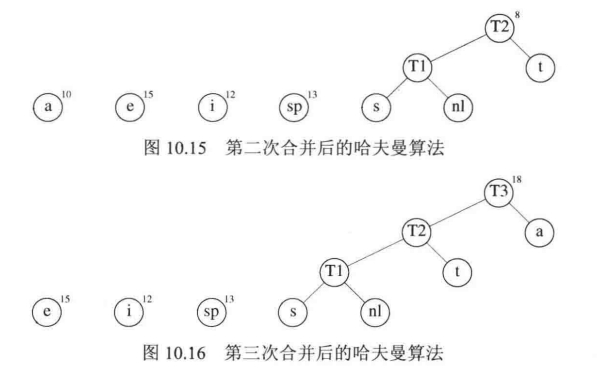 T2 8
T1 t
a 10 e 15 i 12 sp 13 s nl
图 10.15 第二次合并后的哈夫曼算法
T3 18
T2 a
T1 t
e 15 i 12 sp 13 s nl
图 10.16 第三次合并后的哈夫曼算法